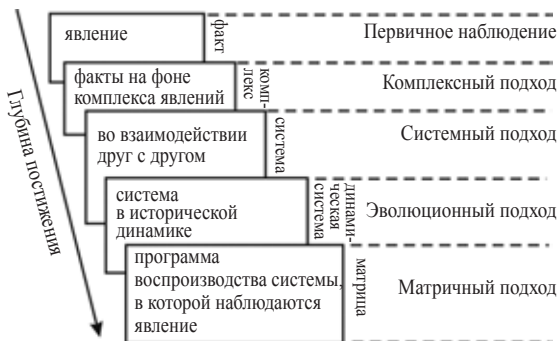 явление
факт
Первичное наблюдение
факты на фоне
комплекса явлений
комп-
лекс
Комплексный подход
во взаимодействии
друг с другом
система
Системный подход
система
в исторической
динамике
динами-
ческая
система
Эволюционный подход
программа
воспроизводства системы,
в которой наблюдаются
явление
матрица
Матричный подход
Глубина постижения